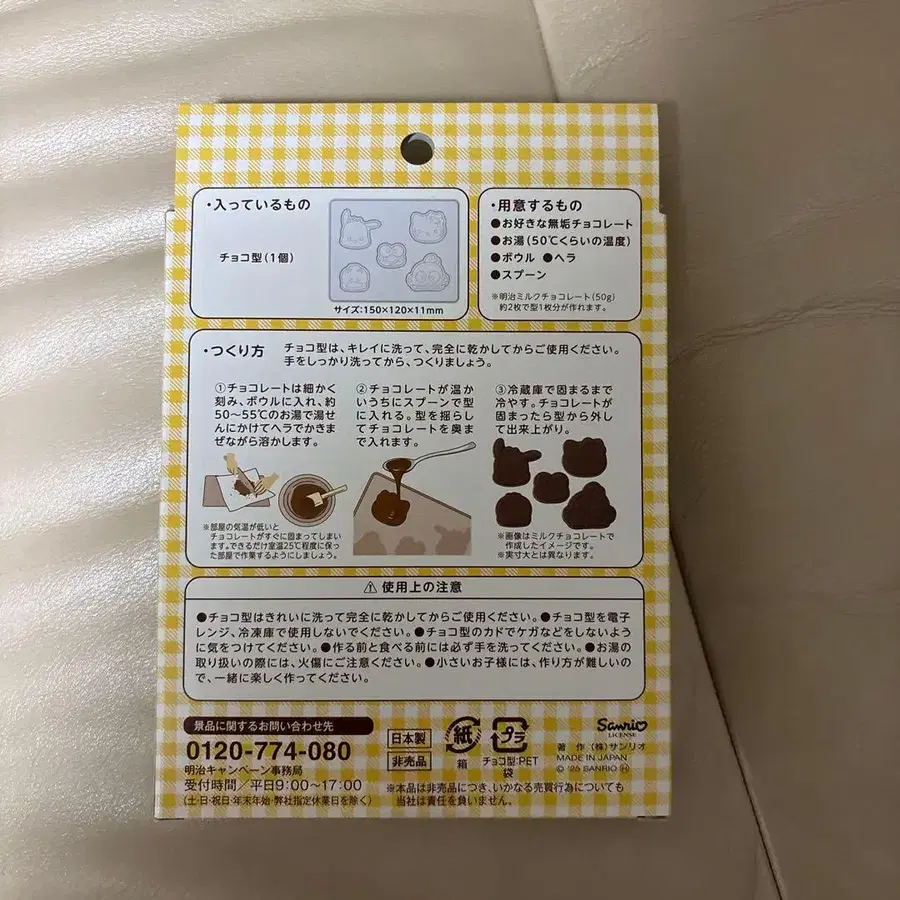 ・入っているもの
チョコ型(1個)
サイズ:150×120×11mm
・用意するもの
●お好きな無垢チョコレート
●お湯(50℃くらいの温度)
●ボウル ●ヘラ
●スプーン
※明治ミルクチョコレート(50g)
約2枚で型1枚分が作れます。
・つくり方
チョコ型は、キレイに洗って、完全に乾かしてからご使用ください。
手をしっかり洗ってから、つくりましょう。
①チョコレートは細かく
刻み、ボウルに入れ、約
50～55℃のお湯で湯せ
んにかけてヘラでかきま
ぜながら溶かします。
※部屋の気温が低いと
チョコレートがすぐに固まってしまい
ます。できるだけ室温25℃程度に保っ
た部屋で作業するようにしましょう。
②チョコレートが温か
いうちにスプーンで型
に入れる。型を揺らし
てチョコレートを奥ま
で入れます。
③冷蔵庫で固まるまで
冷やす。チョコレートが
固まったら型から外し
て出来上がり。
※画像はミルクチョコレートで
作成したイメージです。
※実寸大とは異なります。
⚠使用上の注意
●チョコ型はきれいに洗って完全に乾かしてからご使用ください。●チョコ型を電子
レンジ、冷凍庫で使用しないでください。●チョコ型のカドでケガなどをしないよう
に気をつけてください。●作る前と食べる前には必ず手を洗ってください。●お湯の
取り扱いの際には、火傷にご注意ください。●小さいお子様には、作り方が難しいの
で、一緒に楽しく作ってください。
景品に関するお問い合わせ先
0120-774-080
明治キャンペーン事務局
受付時間／平日9:00～17:00
(土・日・祝日・年末年始・弊社指定休業日を除く)
日本製
非売品
紙
箱
プラ
チョコ型:PET
袋
Sanrio
LICENSE
著 作 (株)サンリオ
MADE IN JAPAN
©'25 SANRIO Ⓗ
※本品は非売品につき、いかなる売買行為についても
当社は責任を負いません。